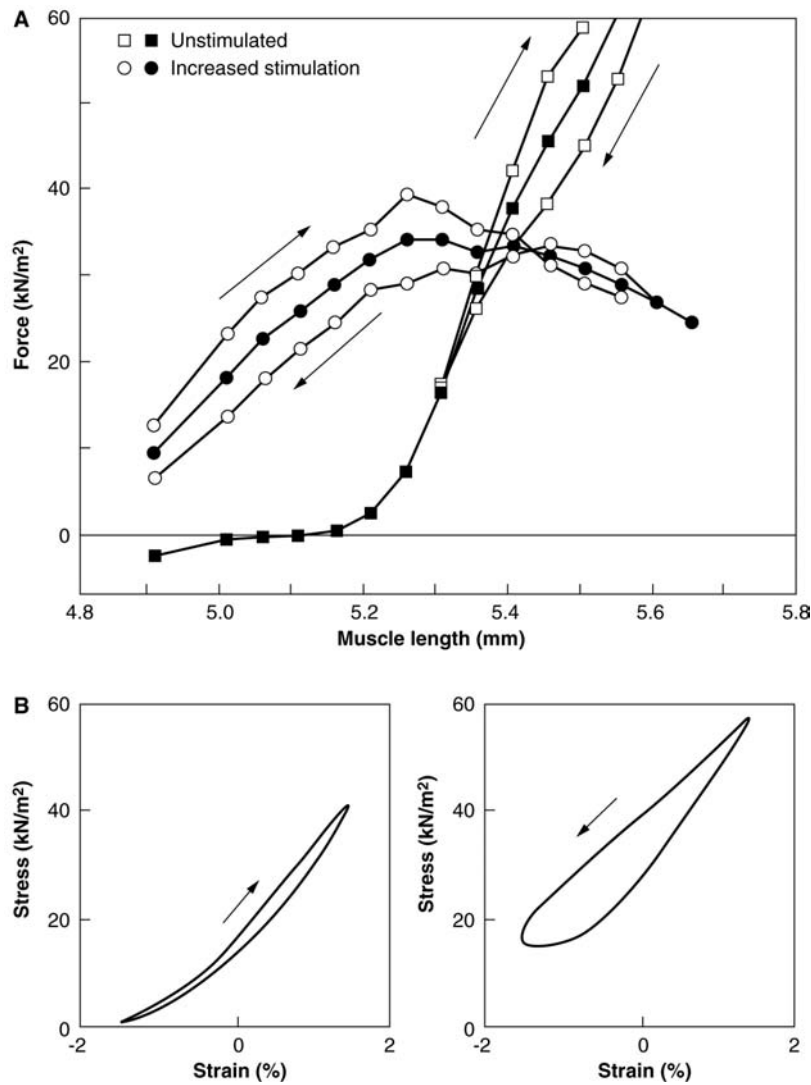 A
60
Unstimulated
Increased stimulation
40
20
0
Force (kN/m²)
4.8
5.0
5.2
5.4
5.6
5.8
Muscle length (mm)
B
60
40
20
0
Stress (kN/m²)
-2
0
2
Strain (%)
60
40
20
0
Stress (kN/m²)
-2
0
2
Strain (%)